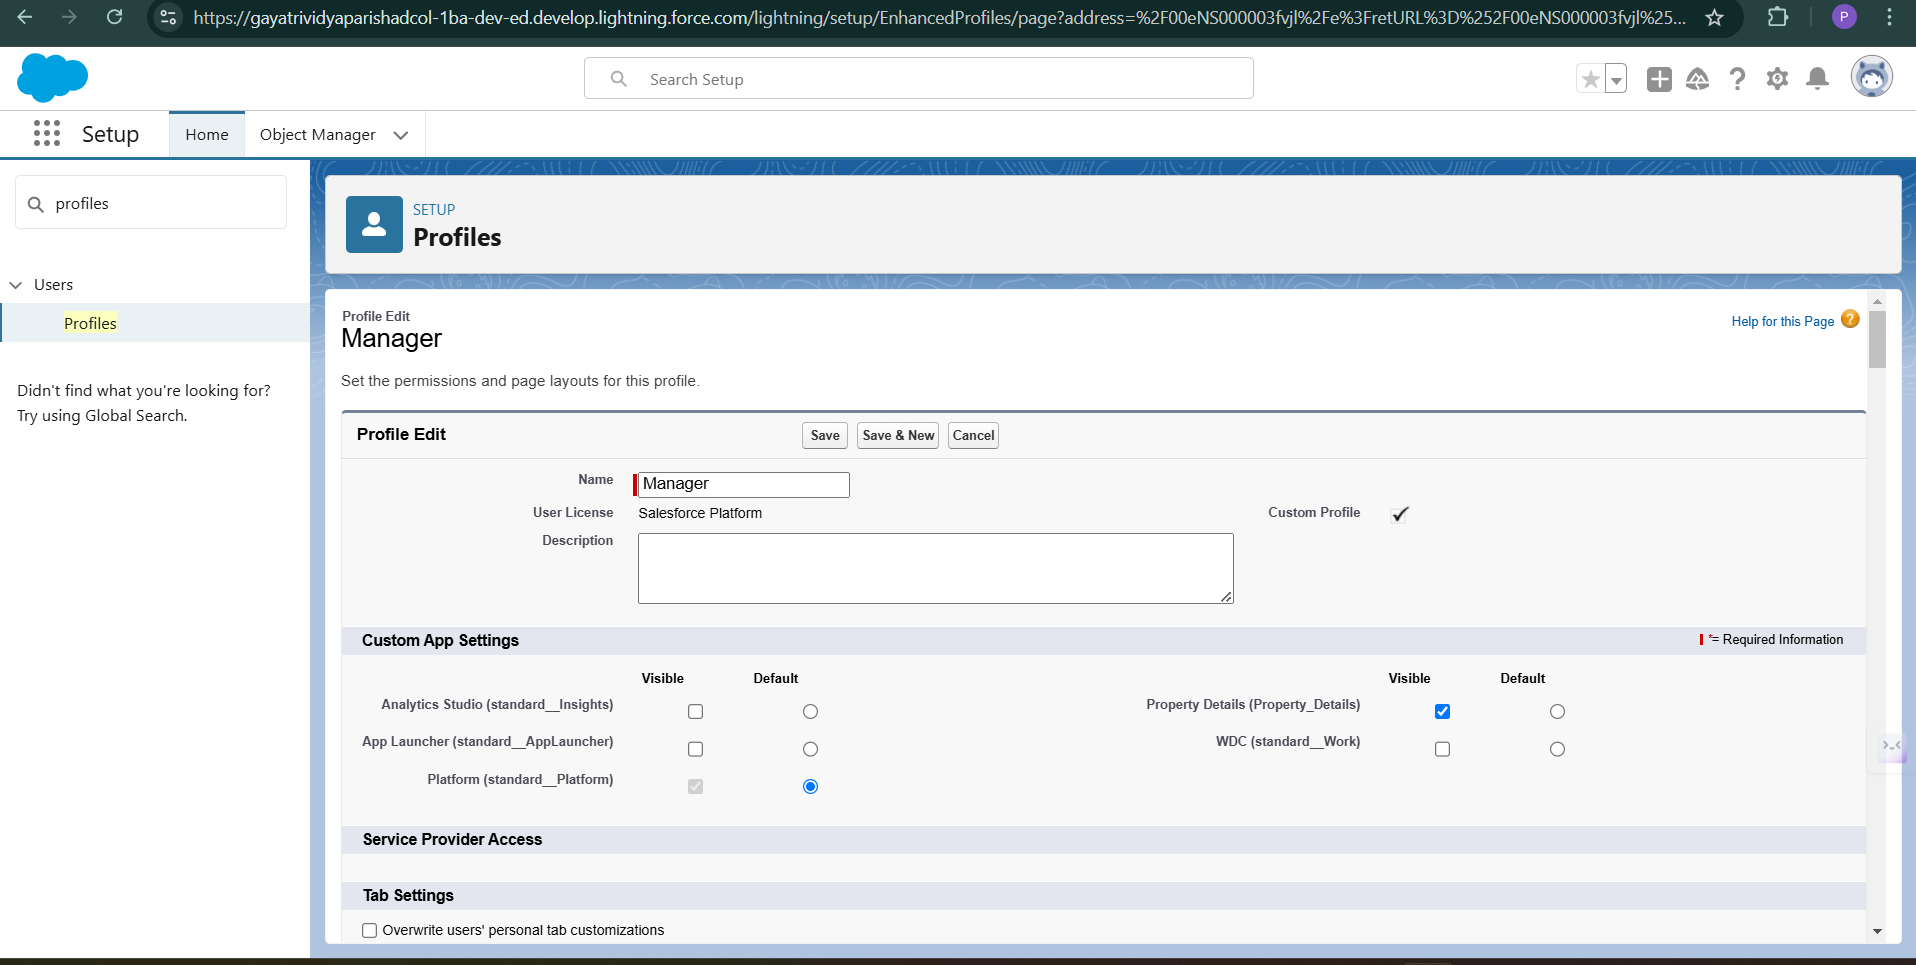 https://gayatrividyaparishadcol-1ba-dev-ed.develop.lightning.force.com/lightning/setup/EnhancedProfiles/page?address=%2F00eNS000003fvjl%2Fe%3FretURL%3D%252F00eNS000003fvjl%25...
P
Search Setup
Setup
Home
Object Manager
profiles
Users
Profiles
Didn't find what you're looking for?
Try using Global Search.
SETUP
Profiles
Profile Edit
Manager
Help for this Page ?
Set the permissions and page layouts for this profile.
Profile Edit
Save
Save & New
Cancel
Name
Manager
User License
Salesforce Platform
Custom Profile
Description
Custom App Settings
*= Required Information
Visible Default
Visible Default
Analytics Studio (standard__Insights)
Property Details (Property_Details)
App Launcher (standard__AppLauncher)
WDC (standard__Work)
Platform (standard__Platform)
Service Provider Access
Tab Settings
Overwrite users' personal tab customizations